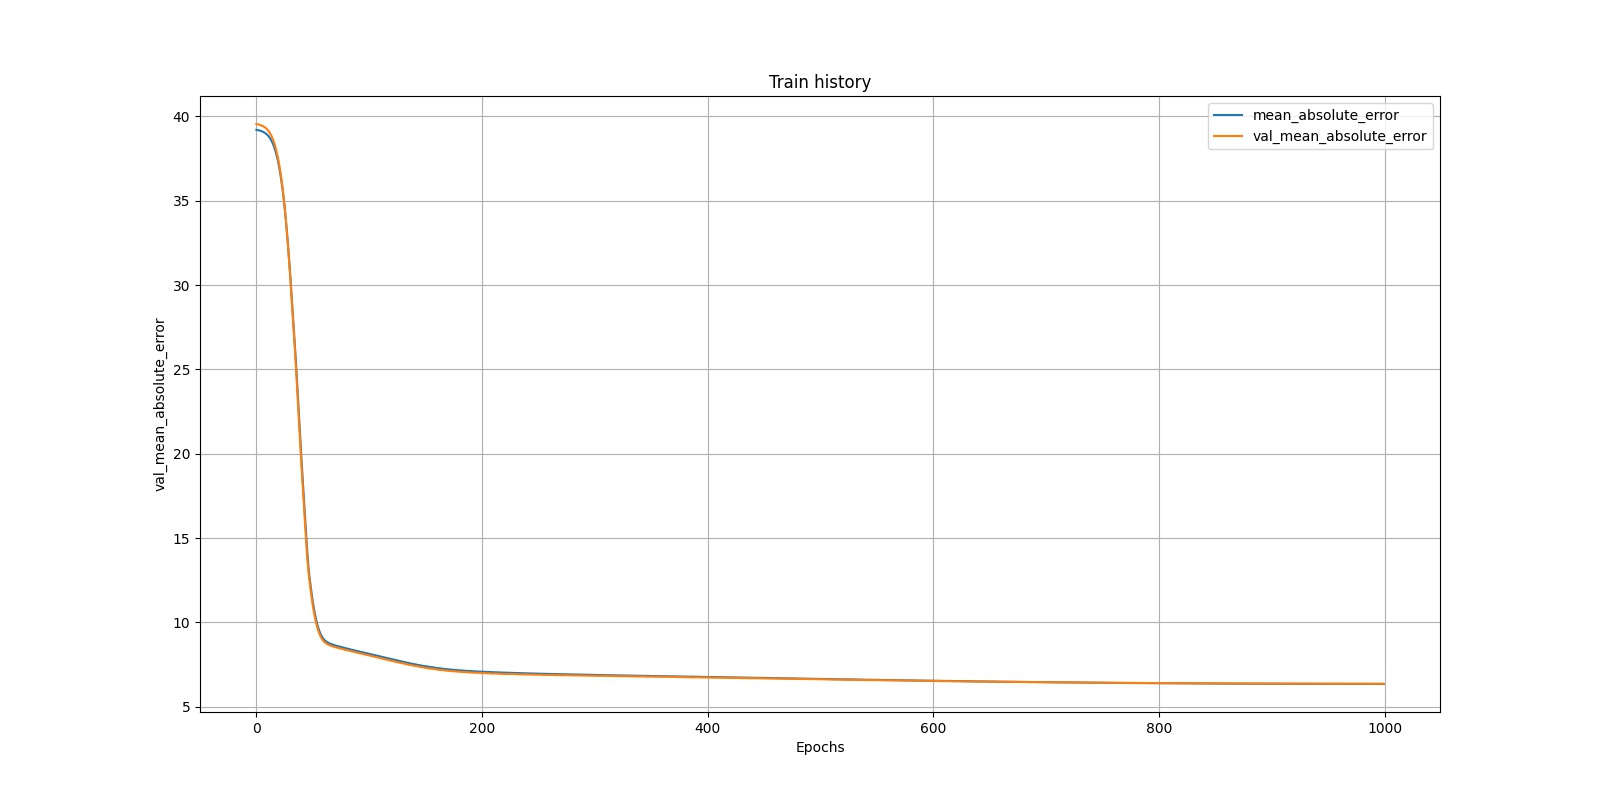 Train history
mean_absolute_error
val_mean_absolute_error
40
35
30
25
20
15
10
5
val_mean_absolute_error
0 200 400 600 800 1000
Epochs